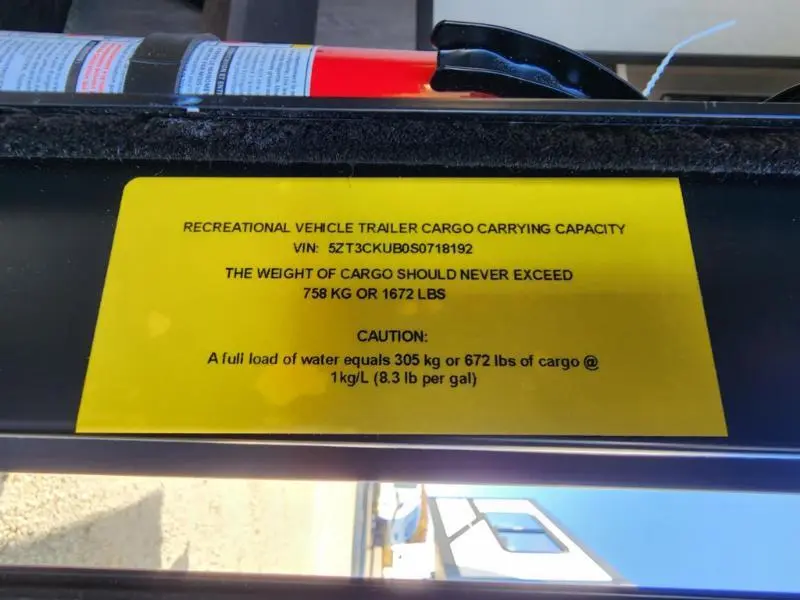 RECREATIONAL VEHICLE TRAILER CARGO CARRYING CAPACITY
VIN: 5ZT3CKUB0S0718192
THE WEIGHT OF CARGO SHOULD NEVER EXCEED
758 KG OR 1672 LBS
CAUTION:
A full load of water equals 305 kg or 672 lbs of cargo @
1kg/L (8.3 lb per gal)